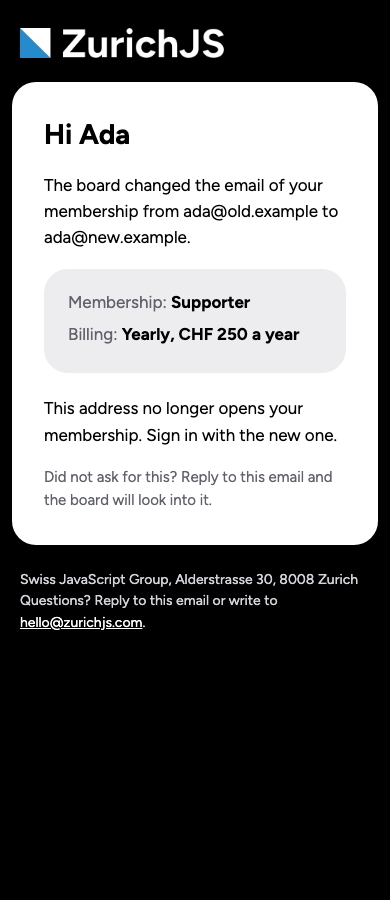 ZurichJS
Hi Ada
The board changed the email of your
membership from ada@old.example to
ada@new.example.
Membership: Supporter
Billing: Yearly, CHF 250 a year
This address no longer opens your
membership. Sign in with the new one.
Did not ask for this? Reply to this email and
the board will look into it.
Swiss JavaScript Group, Alderstrasse 30, 8008 Zurich
Questions? Reply to this email or write to
hello@zurichjs.com.